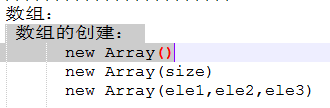 数组：
数组的创建：
new Array()
new Array(size)
new Array(ele1,ele2,ele3)